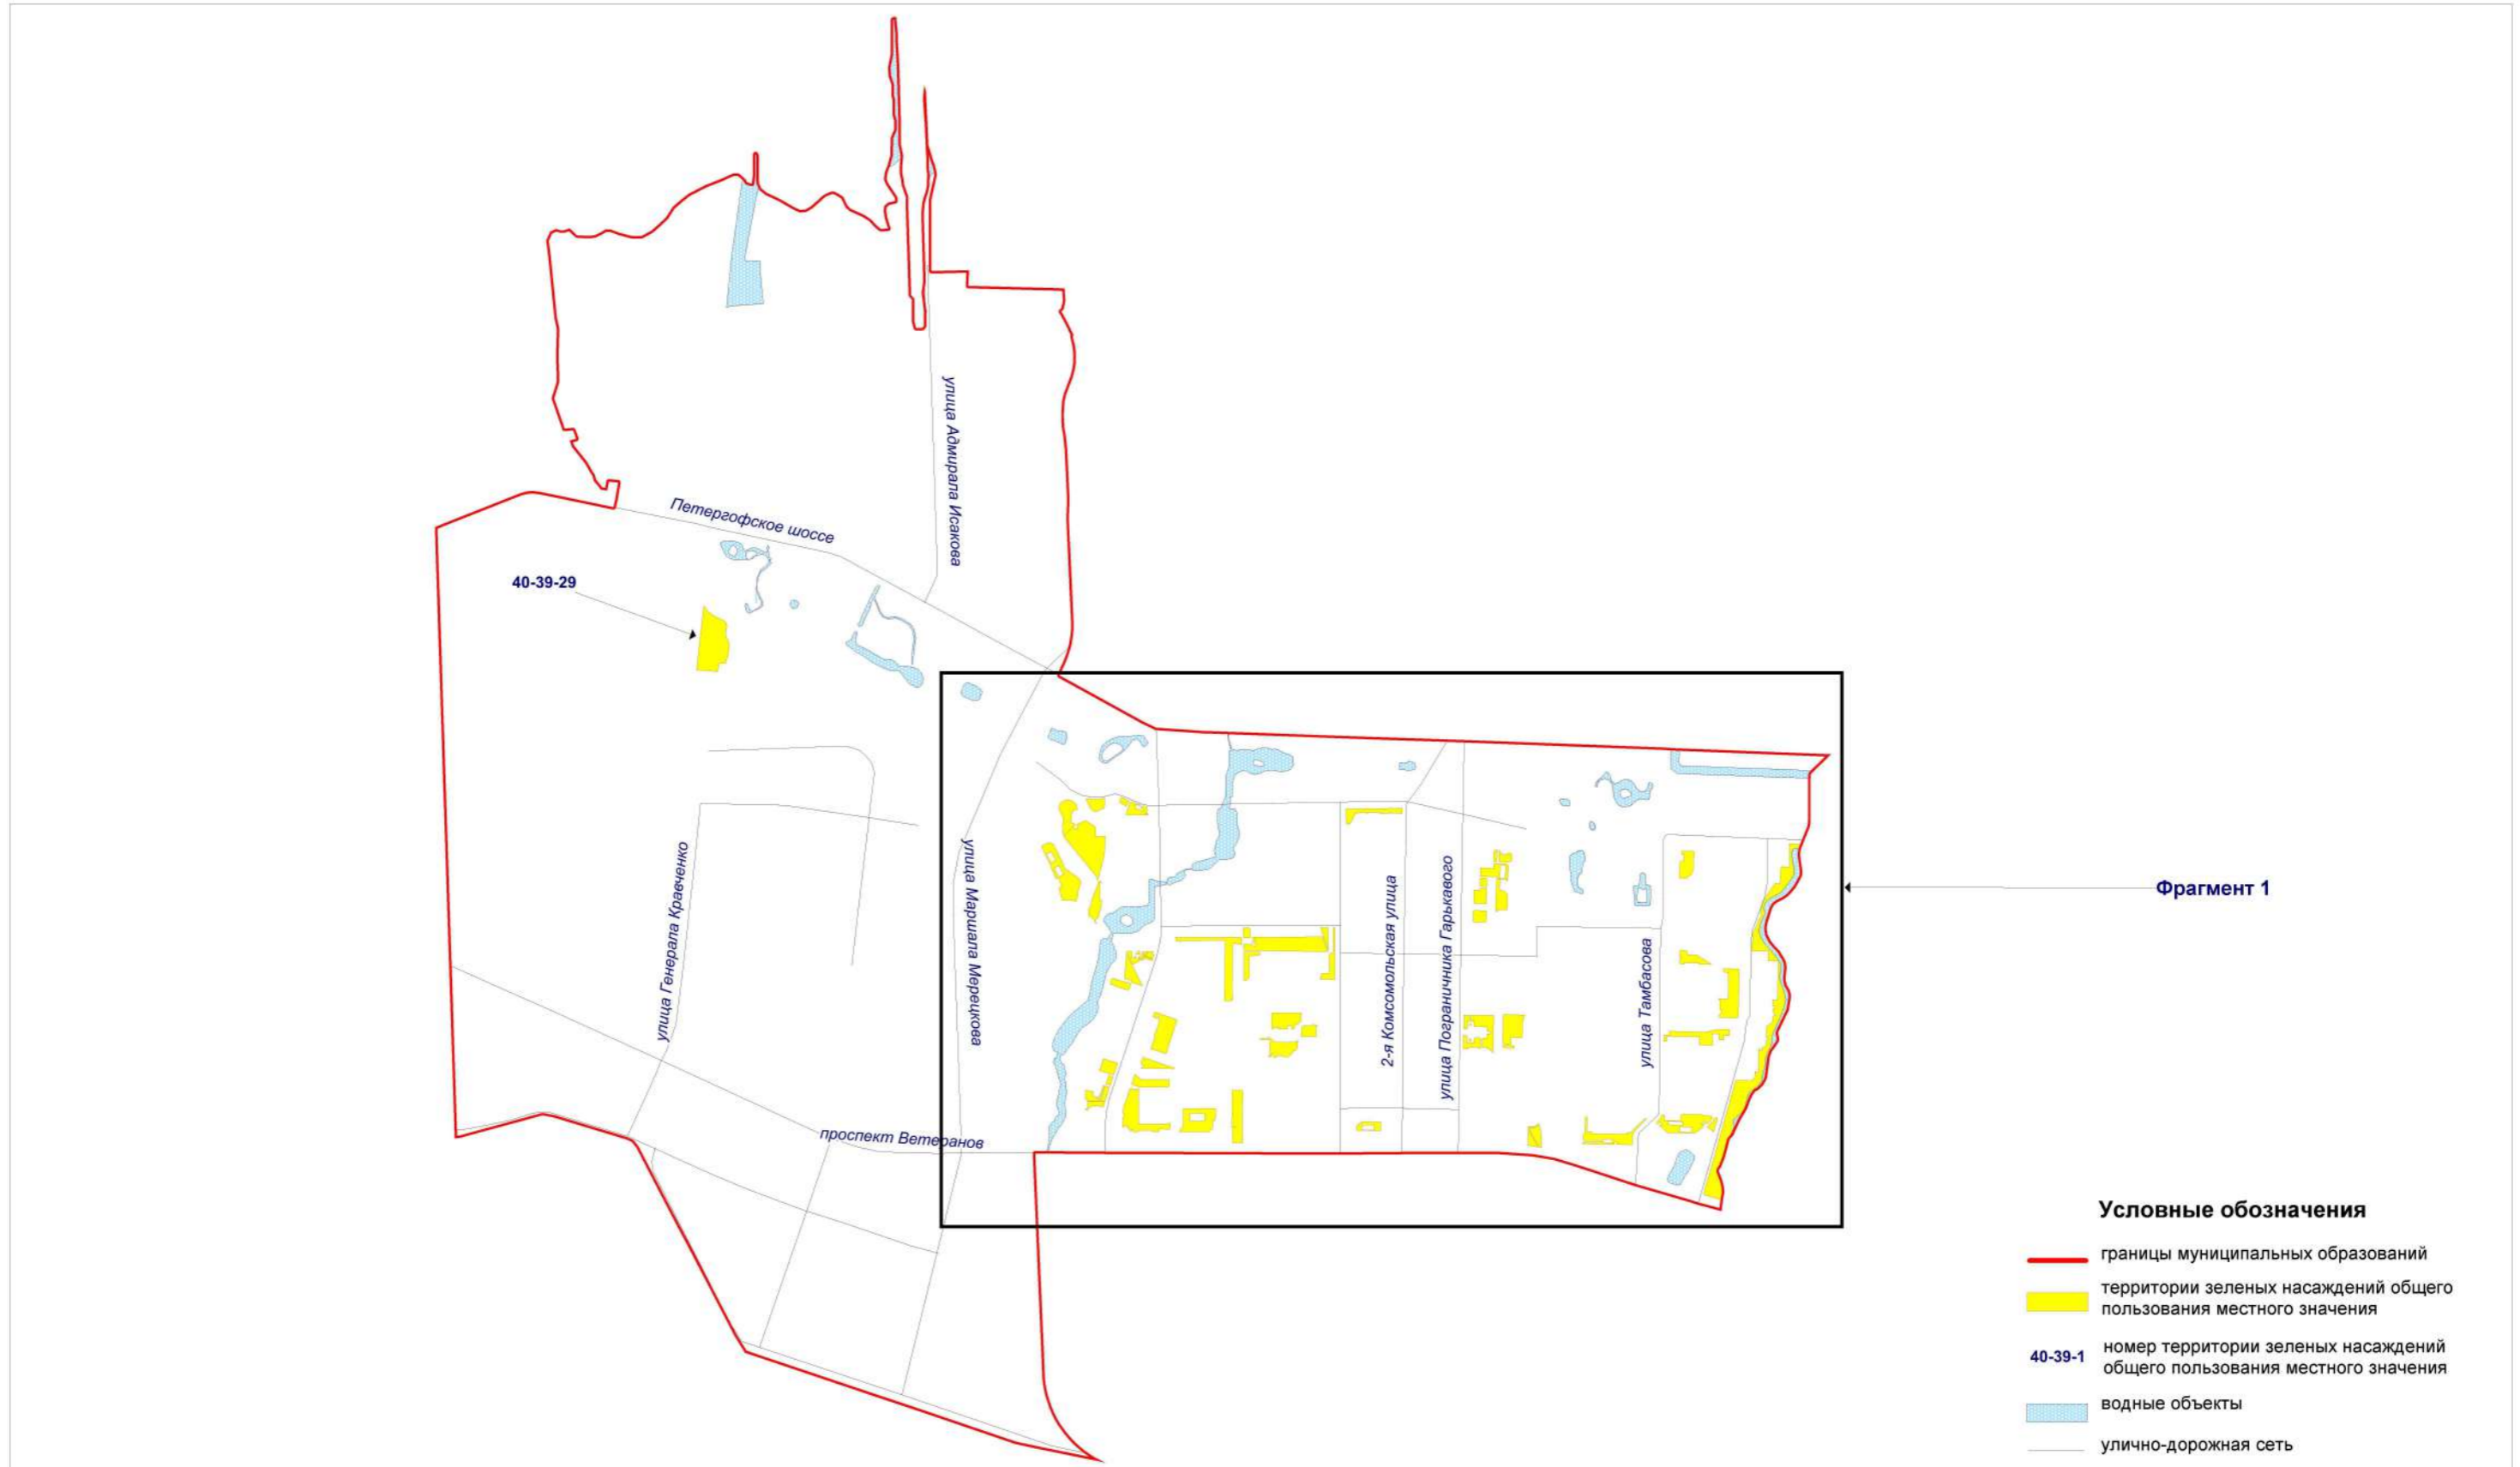 улица Адмирала Исакова
Петергофское шоссе
40-39-29
улица Генерала Кравченко
улица Маршала Мерецкова
2-я Комсомольская улица
улица Пограничника Гарькавого
улица Тамбасова
Фрагмент 1
проспект Ветеранов
Условные обозначения
границы муниципальных образований
территории зеленых насаждений общего
пользования местного значения
40-39-1
номер территории зеленых насаждений
общего пользования местного значения
водные объекты
улично-дорожная сеть